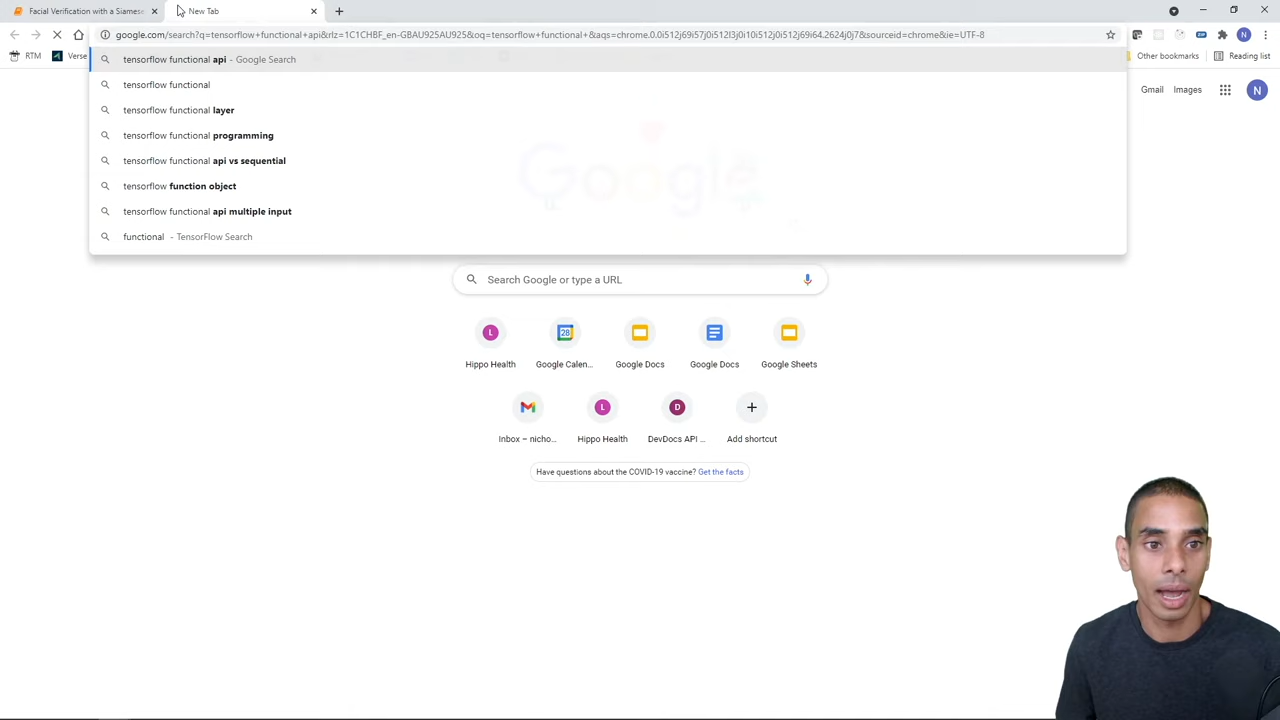 Facial Verification with a Siamese
New Tab
google.com/search?q=tensorflow+functional+api&rlz=1C1CHBF_en-GBAU925AU925&oq=tensorflow+functional+&aqs=chrome.0.0i512j69i57j0i512l3j0i10i512j0i512j69i64.2624j0j7&sourceid=chrome&ie=UTF-8
N
RTM
Verse
Other bookmarks
Reading list
tensorflow functional api - Google Search
tensorflow functional
tensorflow functional layer
tensorflow functional programming
tensorflow functional api vs sequential
tensorflow function object
tensorflow functional api multiple input
functional - TensorFlow Search
Gmail
Images
N
Google
Search Google or type a URL
L
28
Hippo Health
Google Calen...
Google Docs
Google Docs
Google Sheets
L
D
Inbox – nicho...
Hippo Health
DevDocs API ...
Add shortcut
Have questions about the COVID-19 vaccine? Get the facts